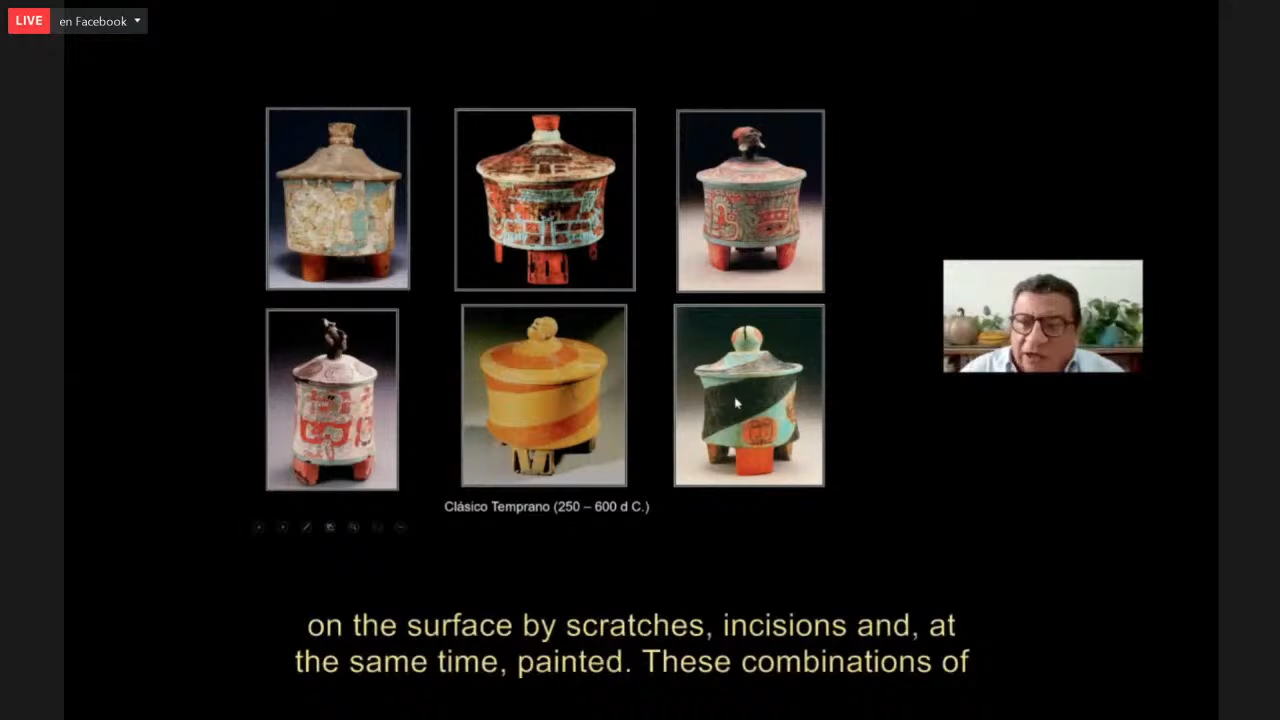 LIVE en Facebook
Clásico Temprano (250 – 600 d C.)
on the surface by scratches, incisions and, at
the same time, painted. These combinations of